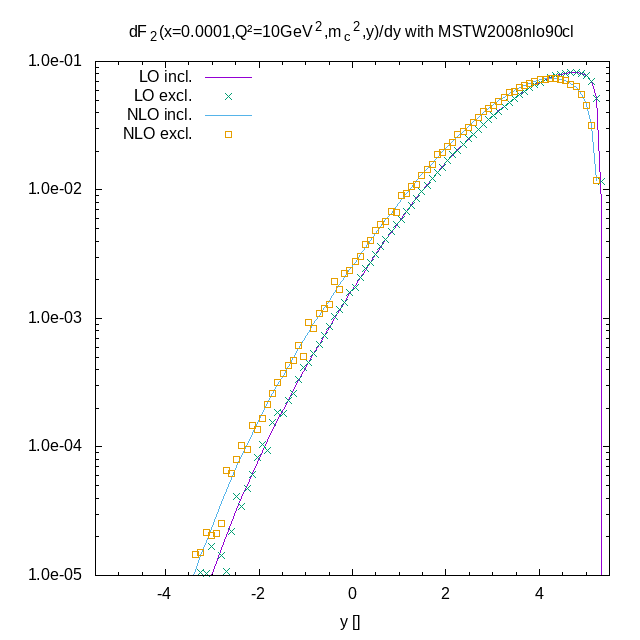 dF₂(x=0.0001,Q²=10GeV²,m_c²,y)/dy with MSTW2008nlo90cl
1.0e-01
LO incl.
LO excl.
NLO incl.
NLO excl.
1.0e-02
1.0e-03
1.0e-04
1.0e-05
-4 -2 0 2 4
y []